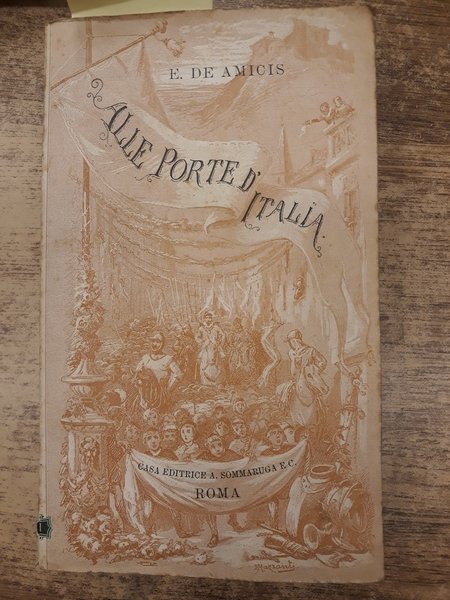 E. DE AMICIS
ALLE PORTE D'
ITALIA.
CASA EDITRICE A. SOMMARUGA E C.
ROMA